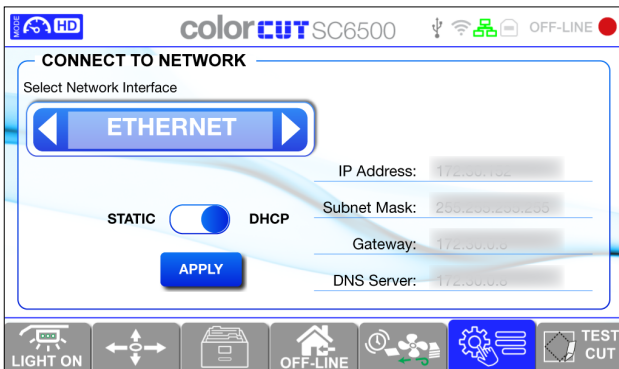 MODE HD colorcut SC6500 OFF-LINE
CONNECT TO NETWORK
Select Network Interface
ETHERNET
IP Address:
STATIC DHCP
Subnet Mask:
Gateway:
APPLY
DNS Server:
LIGHT ON OFF-LINE TEST CUT